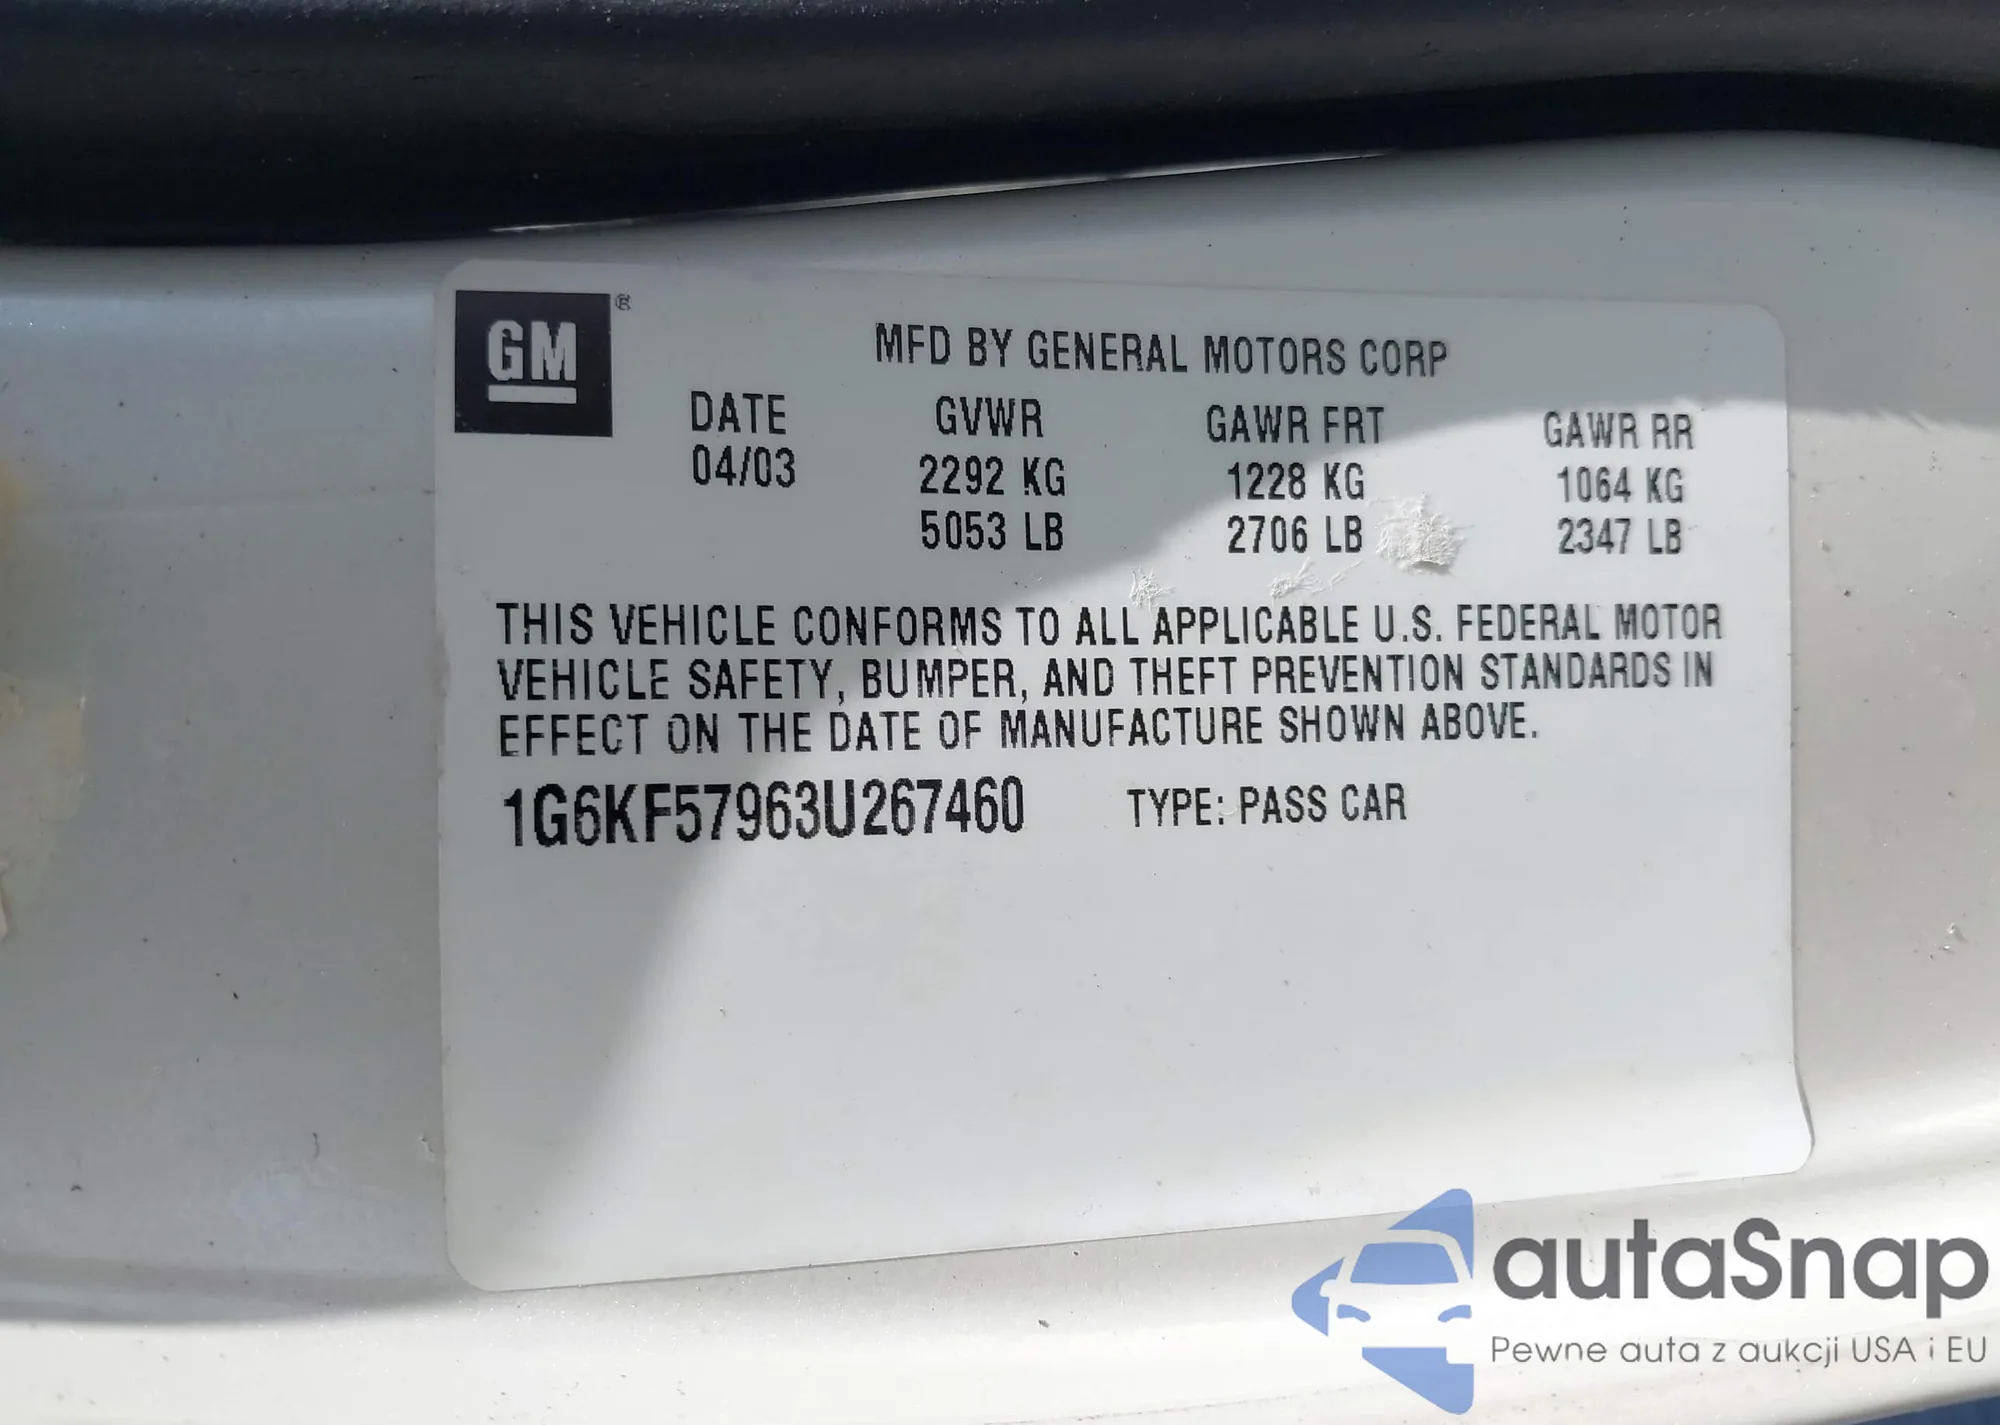 GM®
MFD BY GENERAL MOTORS CORP
DATE GVWR GAWR FRT GAWR RR
04/03 2292 KG 1228 KG 1064 KG
5053 LB 2706 LB 2347 LB
THIS VEHICLE CONFORMS TO ALL APPLICABLE U.S. FEDERAL MOTOR
VEHICLE SAFETY, BUMPER, AND THEFT PREVENTION STANDARDS IN
EFFECT ON THE DATE OF MANUFACTURE SHOWN ABOVE.
1G6KF57963U267460 TYPE: PASS CAR
autaSnap
Pewne auta z aukcji USA i EU